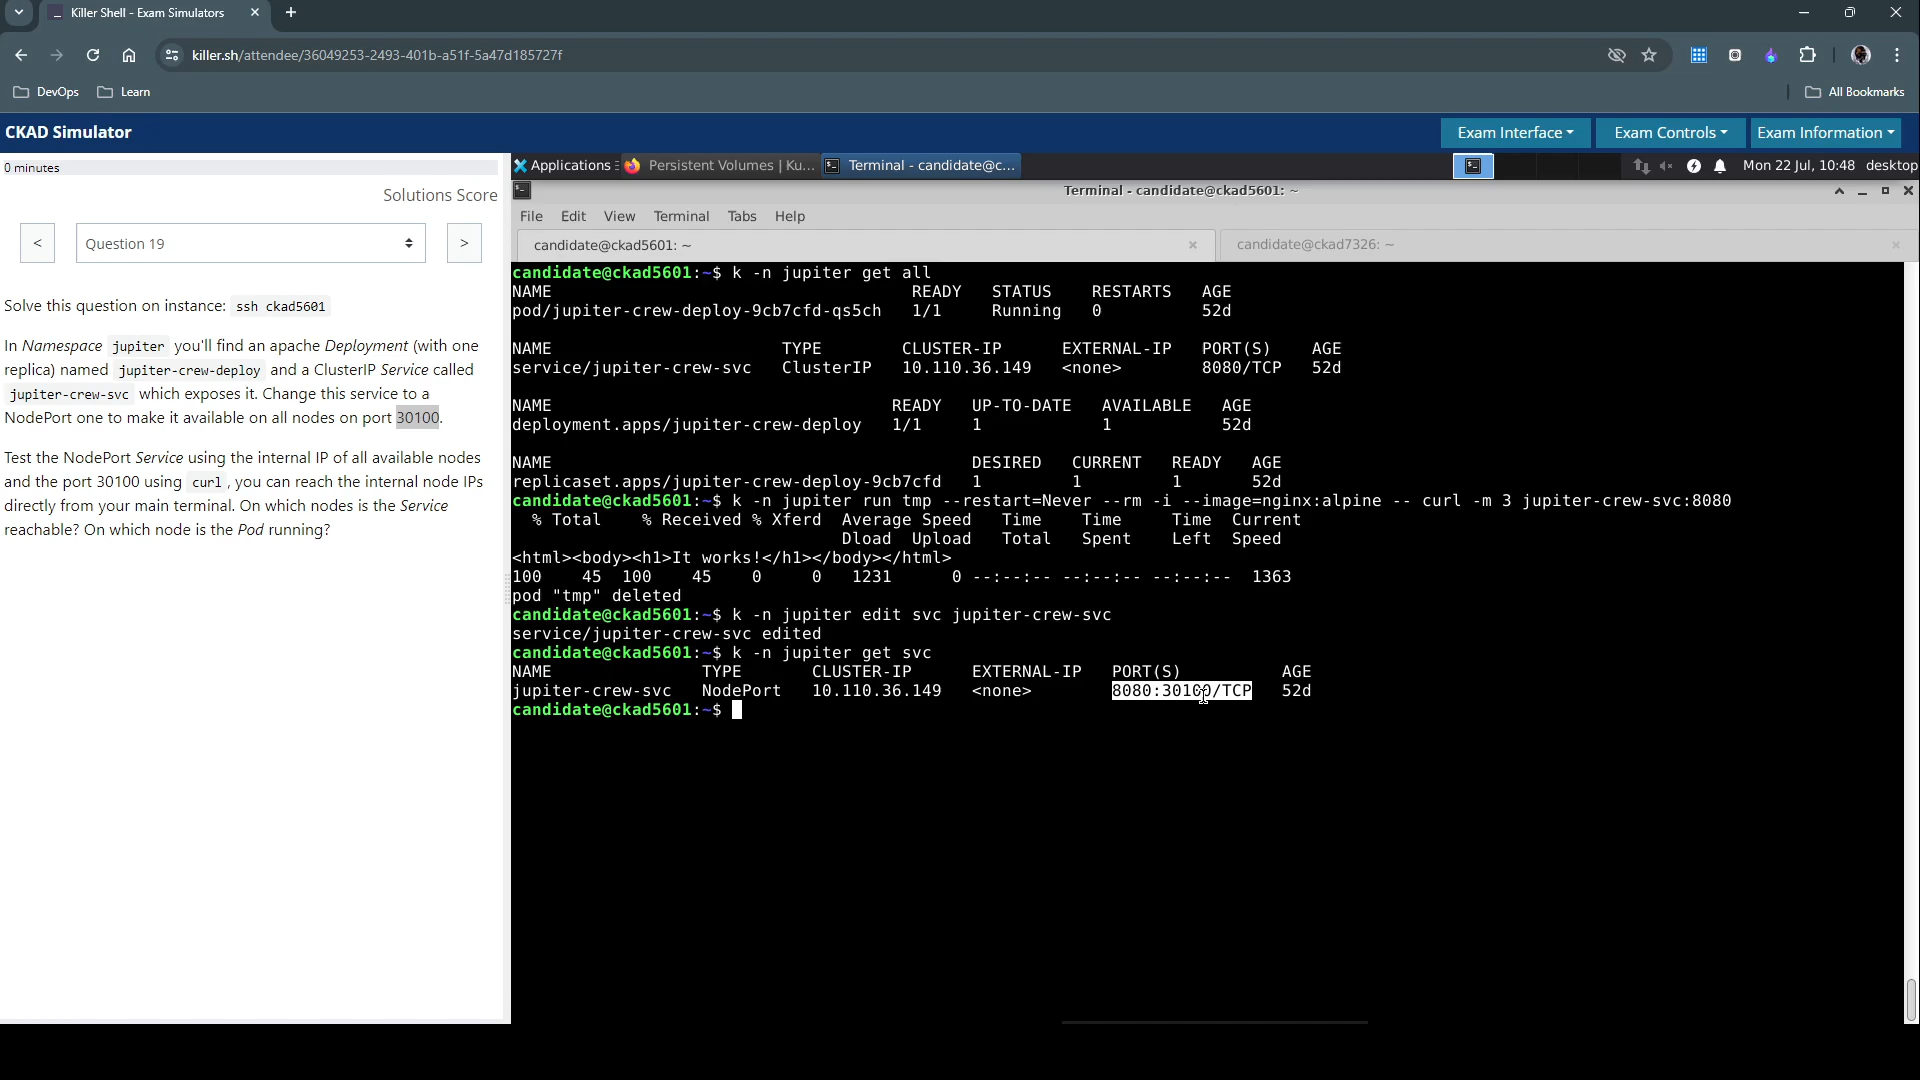 Killer Shell - Exam Simulators
killer.sh/attendee/36049253-2493-401b-a51f-5a47d185727f
DevOps Learn All Bookmarks
CKAD Simulator Exam Interface Exam Controls Exam Information
0 minutes
Solutions Score
< Question 19 >
Solve this question on instance: ssh ckad5601
In Namespace jupiter you'll find an apache Deployment (with one
replica) named jupiter-crew-deploy and a ClusterIP Service called
jupiter-crew-svc which exposes it. Change this service to a
NodePort one to make it available on all nodes on port 30100.
Test the NodePort Service using the internal IP of all available nodes
and the port 30100 using curl, you can reach the internal node IPs
directly from your main terminal. On which nodes is the Service
reachable? On which node is the Pod running?
Applications Persistent Volumes | Ku... Terminal - candidate@c... Mon 22 Jul, 10:48 desktop
Terminal - candidate@ckad5601: ~
File Edit View Terminal Tabs Help
candidate@ckad5601: ~ candidate@ckad7326: ~
candidate@ckad5601:~$ k -n jupiter get all
NAME READY STATUS RESTARTS AGE
pod/jupiter-crew-deploy-9cb7cfd-qs5ch 1/1 Running 0 52d
NAME TYPE CLUSTER-IP EXTERNAL-IP PORT(S) AGE
service/jupiter-crew-svc ClusterIP 10.110.36.149 <none> 8080/TCP 52d
NAME READY UP-TO-DATE AVAILABLE AGE
deployment.apps/jupiter-crew-deploy 1/1 1 1 52d
NAME DESIRED CURRENT READY AGE
replicaset.apps/jupiter-crew-deploy-9cb7cfd 1 1 1 52d
candidate@ckad5601:~$ k -n jupiter run tmp --restart=Never --rm -i --image=nginx:alpine -- curl -m 3 jupiter-crew-svc:8080
% Total % Received % Xferd Average Speed Time Time Time Current
Dload Upload Total Spent Left Speed
<html><body><h1>It works!</h1></body></html>
100 45 100 45 0 0 1231 0 --:--:-- --:--:-- --:--:-- 1363
pod "tmp" deleted
candidate@ckad5601:~$ k -n jupiter edit svc jupiter-crew-svc
service/jupiter-crew-svc edited
candidate@ckad5601:~$ k -n jupiter get svc
NAME TYPE CLUSTER-IP EXTERNAL-IP PORT(S) AGE
jupiter-crew-svc NodePort 10.110.36.149 <none> 8080:30100/TCP 52d
candidate@ckad5601:~$